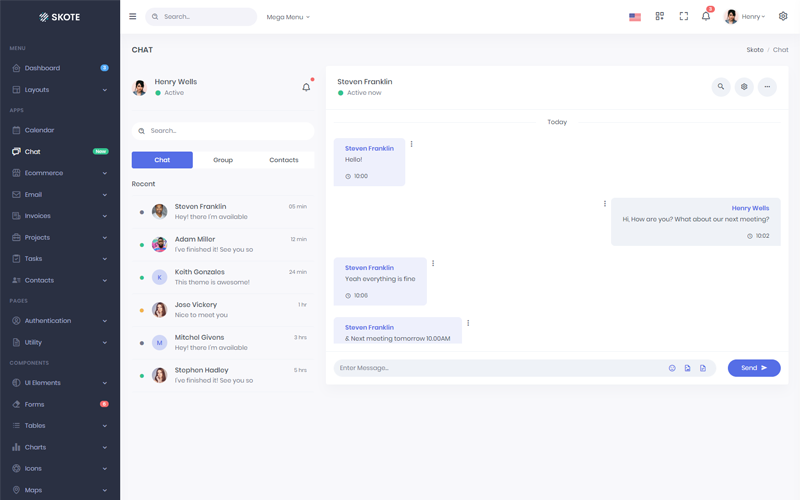 SKOTE
Search...
Mega Menu
3
Henry
MENU
Dashboard
Layouts
APPS
Calendar
Chat
New
Ecommerce
Email
Invoices
Projects
Tasks
Contacts
PAGES
Authentication
Utility
COMPONENTS
UI Elements
Forms
Tables
Charts
Icons
Maps
CHAT
Skote / Chat
Henry Wells
Active
Search...
Chat
Group
Contacts
Recent
Steven Franklin
05 min
Hey! there I'm available
Adam Miller
12 min
I've finished it! See you so
K
Keith Gonzales
24 min
This theme is awesome!
Jose Vickery
1 hr
Nice to meet you
M
Mitchel Givens
3 hrs
Hey! there I'm available
Stephen Hadley
5 hrs
I've finished it! See you so
Steven Franklin
Active now
Today
Steven Franklin
Hello!
10:00
Henry Wells
Hi, How are you? What about our next meeting?
10:02
Steven Franklin
Yeah everything is fine
10:06
Steven Franklin
& Next meeting tomorrow 10.00AM
Enter Message...
Send